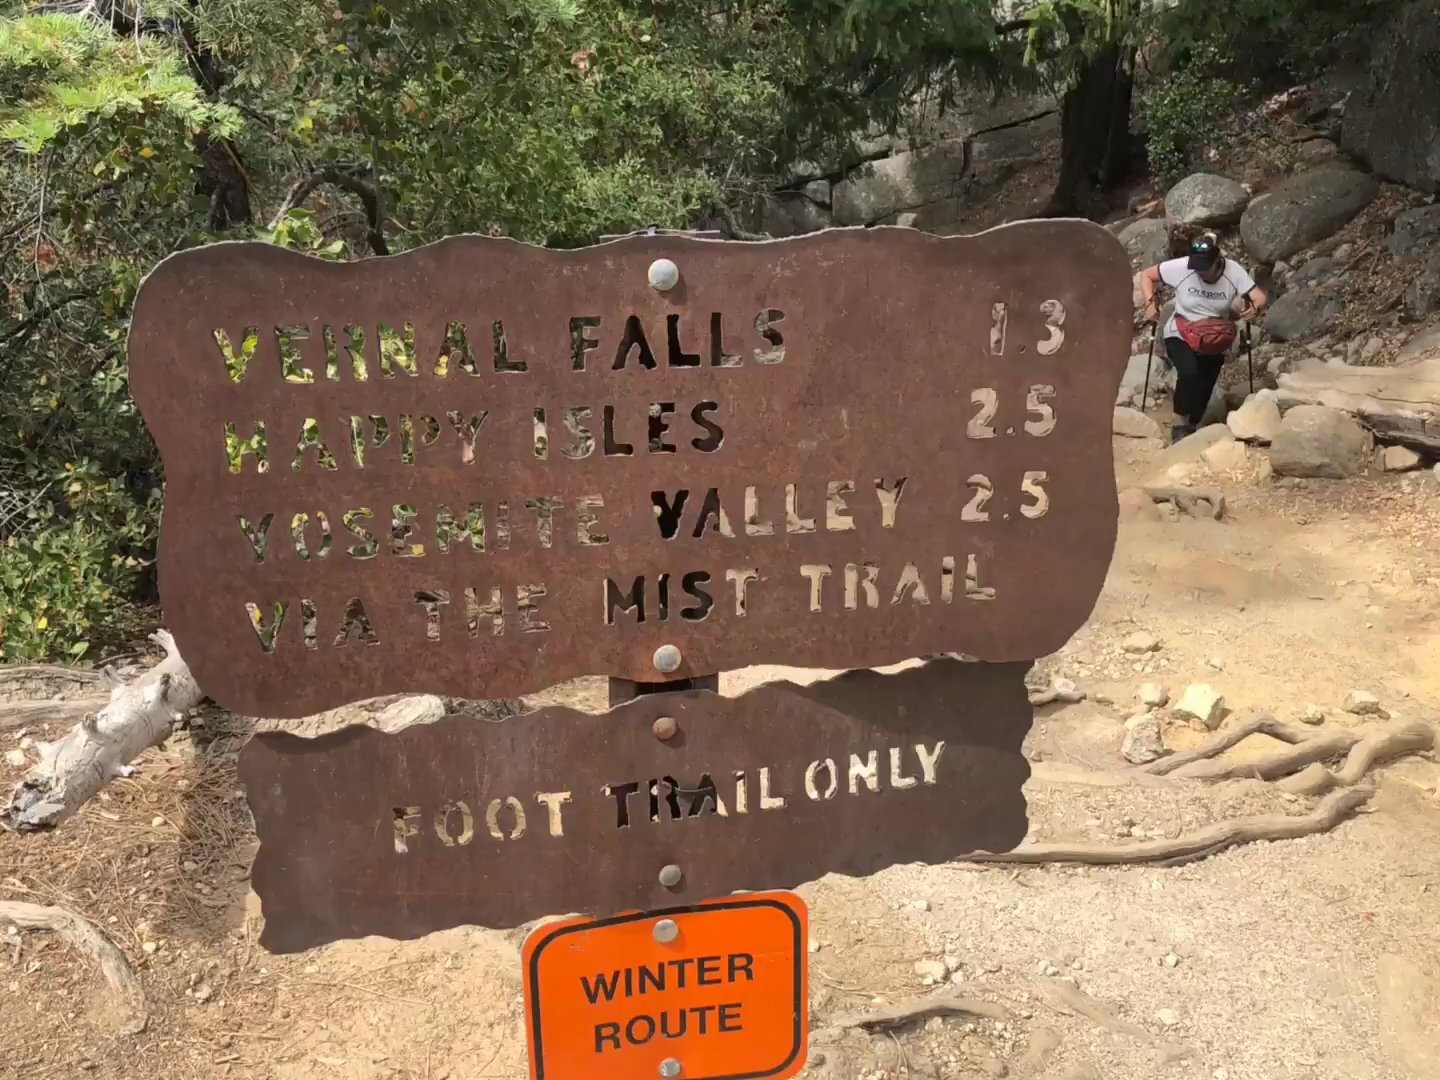 VERNAL FALLS 1.3
HAPPY ISLES 2.5
YOSEMITE VALLEY 2.5
VIA THE MIST TRAIL
FOOT TRAIL ONLY
WINTER
ROUTE
Oregon